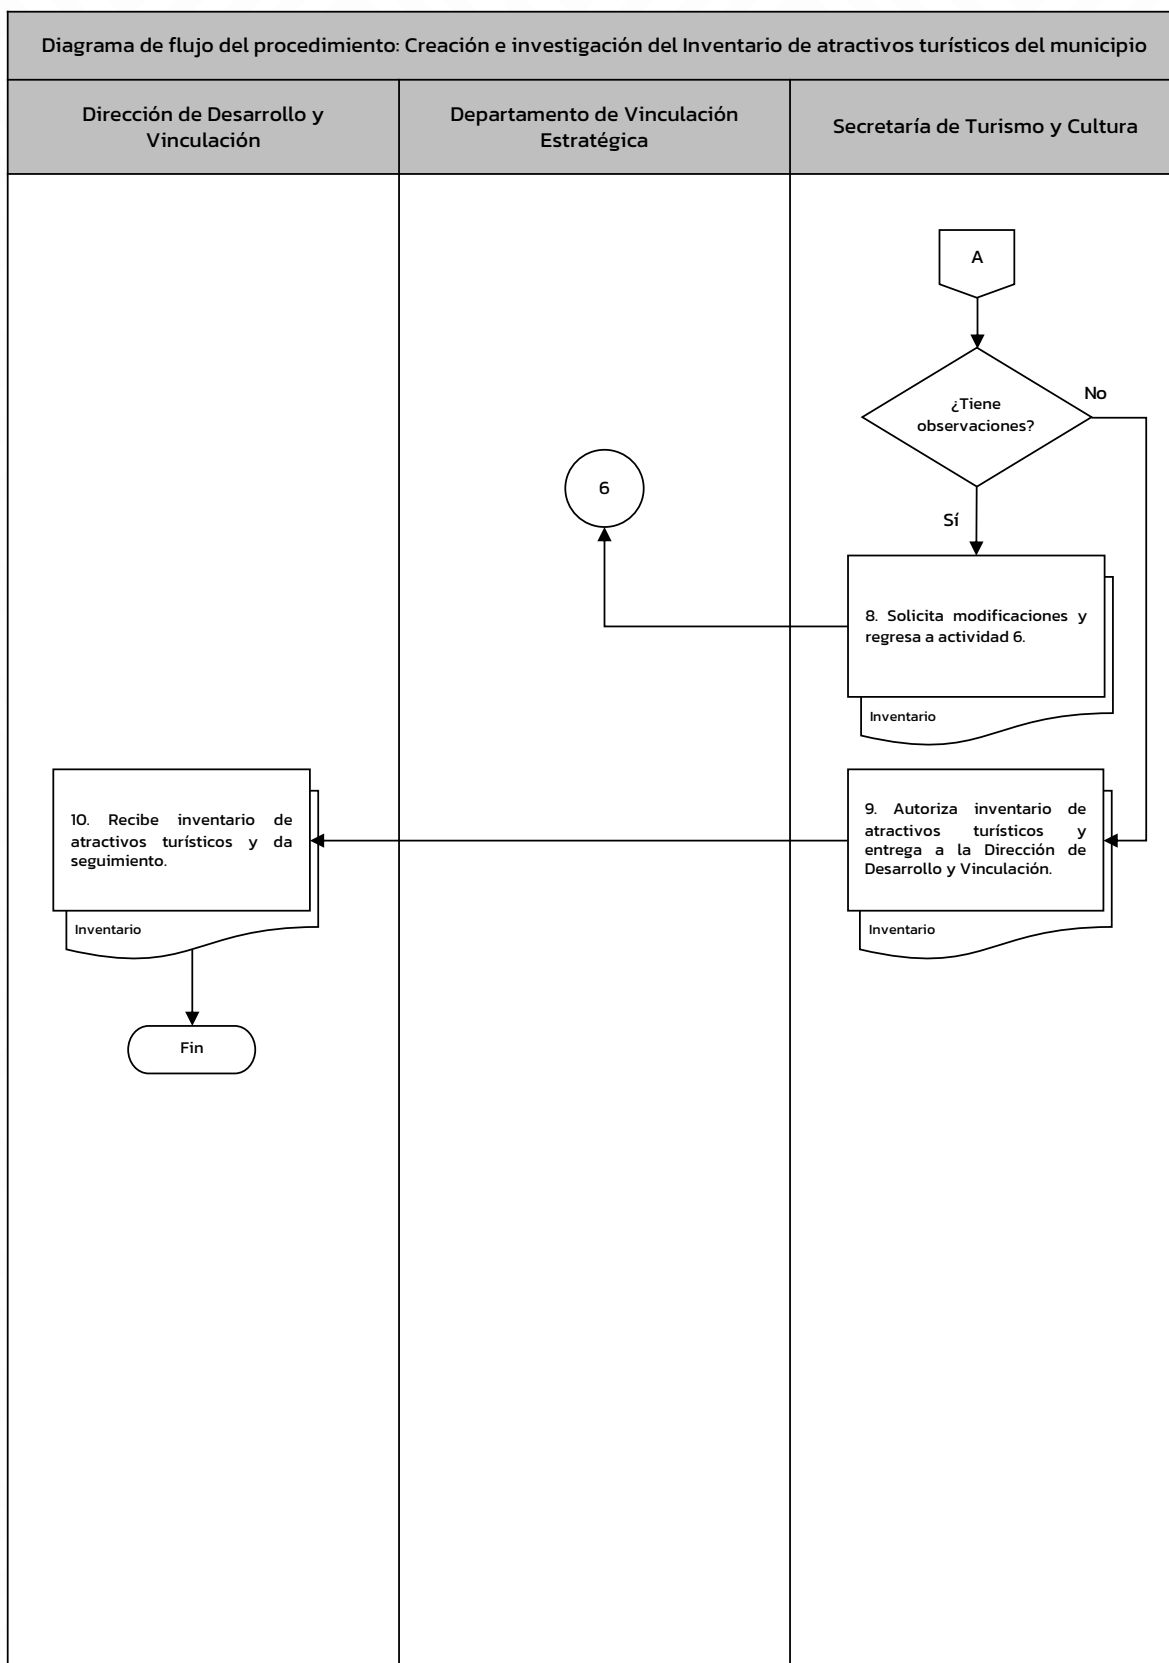 Diagrama de flujo del procedimiento: Creación e investigación del Inventario de atractivos turísticos del municipio
Dirección de Desarrollo y
Vinculación
Departamento de Vinculación
Estratégica
Secretaría de Turismo y Cultura
A
¿Tiene
observaciones?
No
6
Sí
8. Solicita modificaciones y
regresa a actividad 6.
Inventario
9. Autoriza inventario de
atractivos turísticos y
entrega a la Dirección de
Desarrollo y Vinculación.
Inventario
10. Recibe inventario de
atractivos turísticos y da
seguimiento.
Inventario
Fin